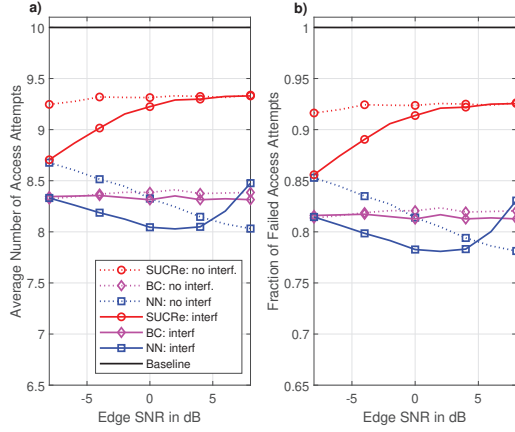 a)
10
9.5
9
8.5
8
7.5
7
6.5
-5
0
5
Average Number of Access Attempts
Edge SNR in dB
SUCRe: no interf.
BC: no interf.
NN: no interf
SUCRe: interf
BC: interf
NN: interf
Baseline
b)
1
0.95
0.9
0.85
0.8
0.75
0.7
0.65
-5
0
5
Fraction of Failed Access Attempts
Edge SNR in dB